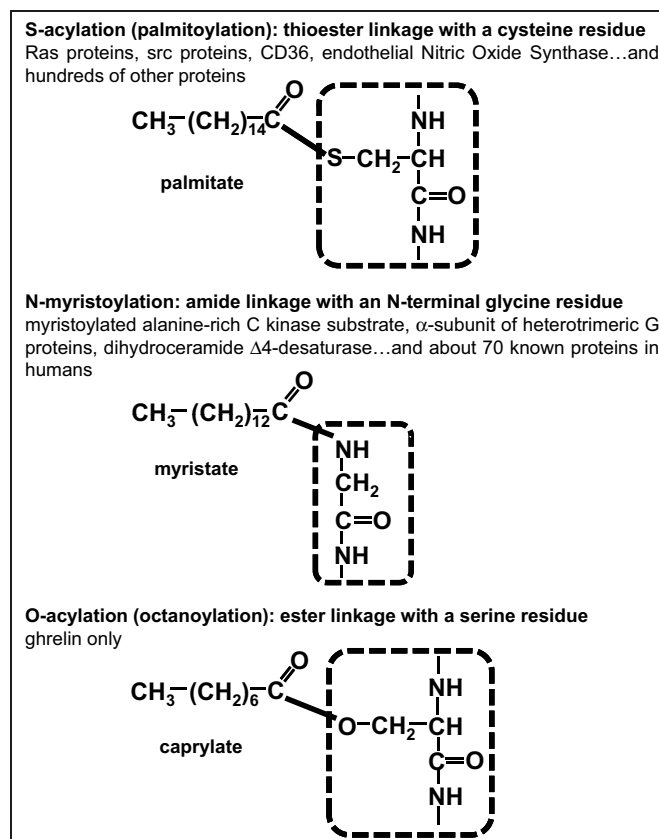 S-acylation (palmitoylation): thioester linkage with a cysteine residue
Ras proteins, src proteins, CD36, endothelial Nitric Oxide Synthase...and
hundreds of other proteins
O
CH₃–(CH₂)₁₄–C
NH
S–CH₂–CH
palmitate
C=O
NH
N-myristoylation: amide linkage with an N-terminal glycine residue
myristoylated alanine-rich C kinase substrate, α-subunit of heterotrimeric G
proteins, dihydroceramide Δ4-desaturase...and about 70 known proteins in
humans
O
CH₃–(CH₂)₁₂–C
NH
myristate
CH₂
C=O
NH
O-acylation (octanoylation): ester linkage with a serine residue
ghrelin only
O
CH₃–(CH₂)₆–C
NH
O–CH₂–CH
caprylate
C=O
NH